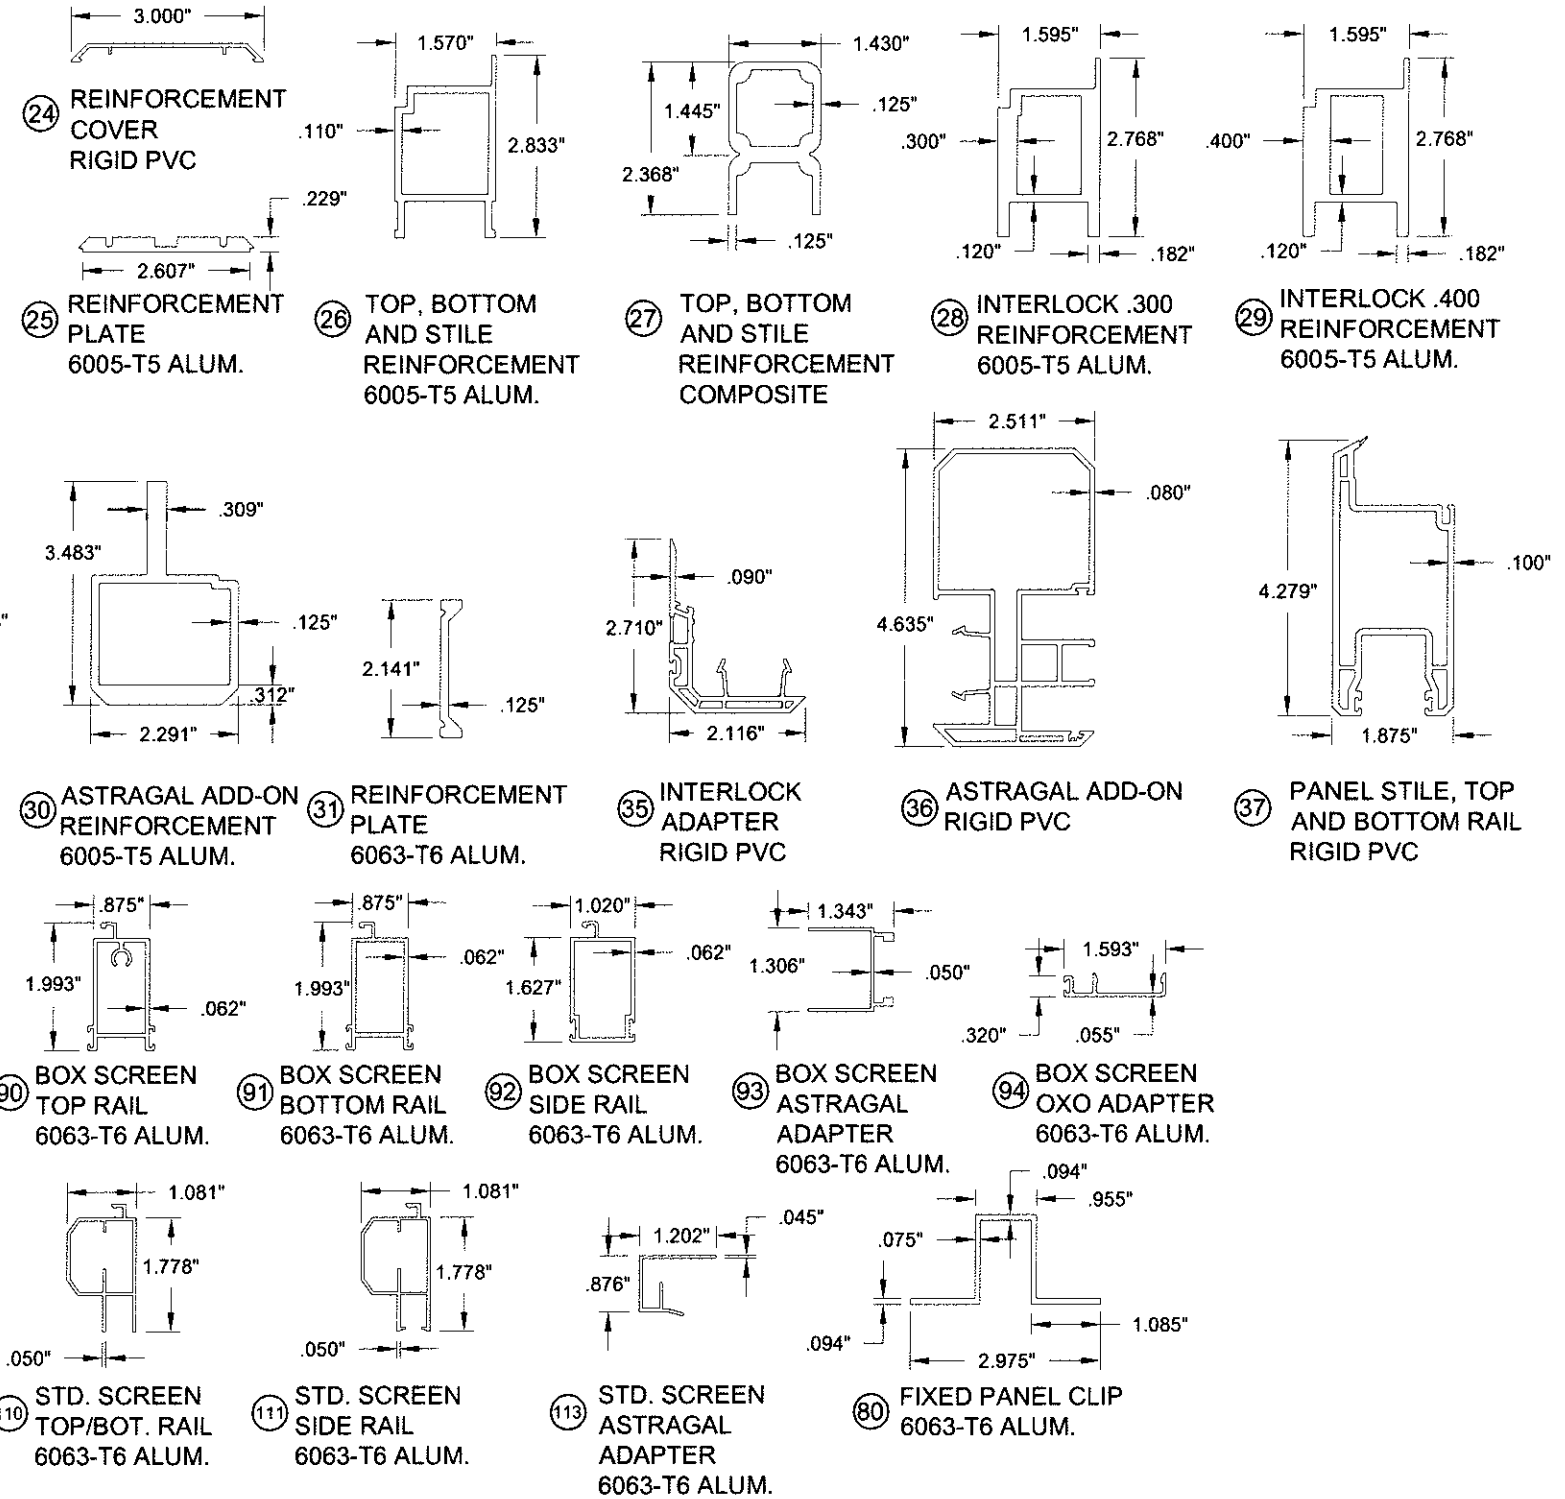 3.000"
24 REINFORCEMENT
COVER
RIGID PVC
.229"
2.607"
25 REINFORCEMENT
PLATE
6005-T5 ALUM.
1.570"
.110"
2.833"
26 TOP, BOTTOM
AND STILE
REINFORCEMENT
6005-T5 ALUM.
1.430"
1.445"
.125"
2.368"
.125"
27 TOP, BOTTOM
AND STILE
REINFORCEMENT
COMPOSITE
1.595"
.300"
2.768"
.120"
.182"
28 INTERLOCK .300
REINFORCEMENT
6005-T5 ALUM.
1.595"
.400"
2.768"
.120"
.182"
29 INTERLOCK .400
REINFORCEMENT
6005-T5 ALUM.
.309"
3.483"
.125"
.312"
2.291"
30 ASTRAGAL ADD-ON
REINFORCEMENT
6005-T5 ALUM.
2.141"
.125"
31 REINFORCEMENT
PLATE
6063-T6 ALUM.
.090"
2.710"
2.116"
35 INTERLOCK
ADAPTER
RIGID PVC
2.511"
.080"
4.635"
36 ASTRAGAL ADD-ON
RIGID PVC
.100"
4.279"
1.875"
37 PANEL STILE, TOP
AND BOTTOM RAIL
RIGID PVC
.875"
1.993"
.062"
90 BOX SCREEN
TOP RAIL
6063-T6 ALUM.
.875"
.062"
1.993"
91 BOX SCREEN
BOTTOM RAIL
6063-T6 ALUM.
1.020"
.062"
1.627"
92 BOX SCREEN
SIDE RAIL
6063-T6 ALUM.
1.343"
1.306"
.050"
93 BOX SCREEN
ASTRAGAL
ADAPTER
6063-T6 ALUM.
1.593"
.320"
.055"
94 BOX SCREEN
OXO ADAPTER
6063-T6 ALUM.
1.081"
1.778"
.050"
110 STD. SCREEN
TOP/BOT. RAIL
6063-T6 ALUM.
1.081"
1.778"
.050"
111 STD. SCREEN
SIDE RAIL
6063-T6 ALUM.
.045"
1.202"
.876"
113 STD. SCREEN
ASTRAGAL
ADAPTER
6063-T6 ALUM.
.094"
.955"
.075"
.094"
1.085"
2.975"
80 FIXED PANEL CLIP
6063-T6 ALUM.